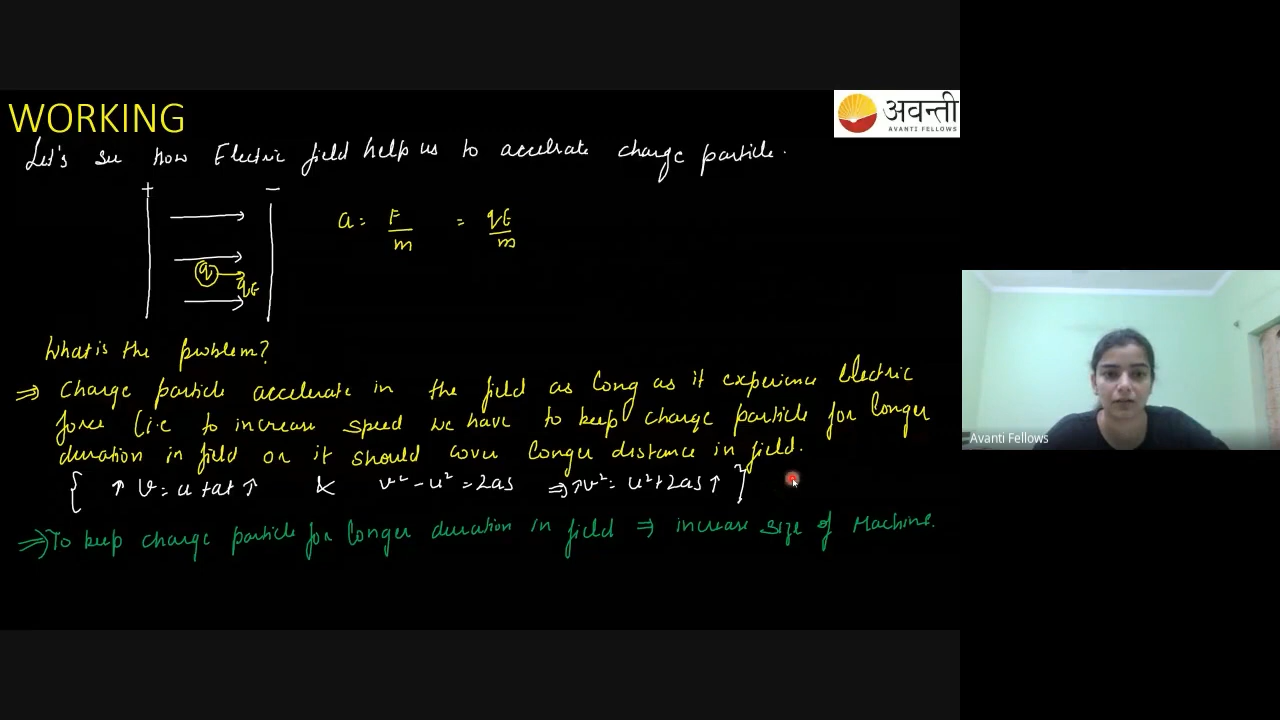 WORKING
अवन्ती
AVANTI FELLOWS
Let's see how Electric field help us to accelrate charge particle.
+ −
a = F/m = qE/m
q
qE
What is the problem?
⇒ Charge particle accelerate in the field as long as it experience Electric
force (i.e to increase speed we have to keep charge particle for longer
duration in field or it should cover longer distance in field.
{ ↑ v = u + at ↑ & v² - u² = 2as ⇒ ↑v² = u² + 2as ↑ }
⇒ To keep charge particle for longer duration in field ⇒ increase size of Machine.
Avanti Fellows